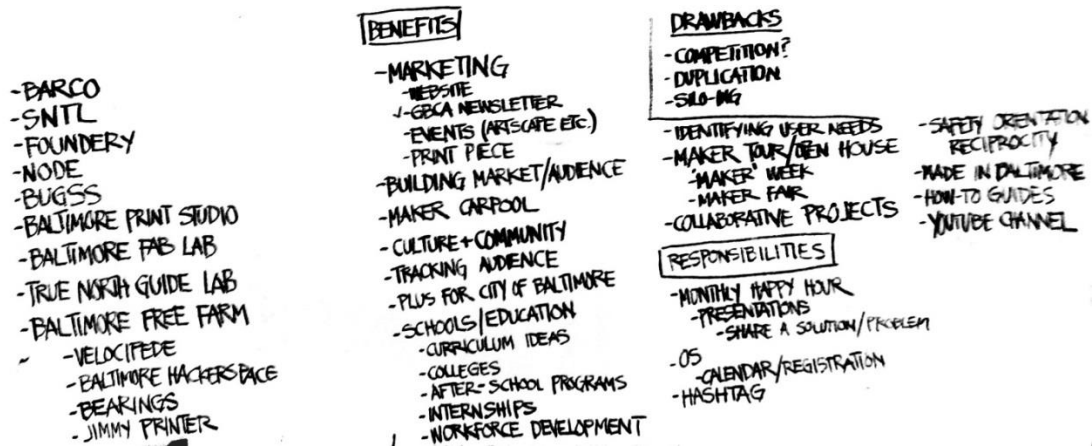 -BARCO
-SNTL
-FOUNDERY
-NODE
-BUGSS
-BALTIMORE PRINT STUDIO
-BALTIMORE FAB LAB
-TRUE NORTH GUIDE LAB
-BALTIMORE FREE FARM
-VELOCIPEDE
-BALTIMORE HACKERSPACE
-BEARINGS
-JIMMY PRINTER
BENEFITS
-MARKETING
-WEBSITE
-GBCA NEWSLETTER
-EVENTS (ARTSCAPE ETC.)
-PRINT PIECE
-BUILDING MARKET/AUDIENCE
-MAKER CARPOOL
-CULTURE+COMMUNITY
-TRACKING AUDIENCE
-PLUS FOR CITY OF BALTIMORE
-SCHOOLS/EDUCATION
-CURRICULUM IDEAS
-COLLEGES
-AFTER-SCHOOL PROGRAMS
-INTERNSHIPS
-WORKFORCE DEVELOPMENT
DRAWBACKS
-COMPETITION?
-DUPLICATION
-SILO-ING
-IDENTIFYING USER NEEDS
-MAKER TOUR/OPEN HOUSE
-'MAKER' WEEK
-MAKER FAIR
-COLLABORATIVE PROJECTS
-SAFETY ORIENTATION
RECIPROCITY
-MADE IN BALTIMORE
-HOW-TO GUIDES
-YOUTUBE CHANNEL
RESPONSIBILITIES
-MONTHLY HAPPY HOUR
-PRESENTATIONS
-SHARE A SOLUTION/PROBLEM
-OS
-CALENDAR/REGISTRATION
-HASHTAG